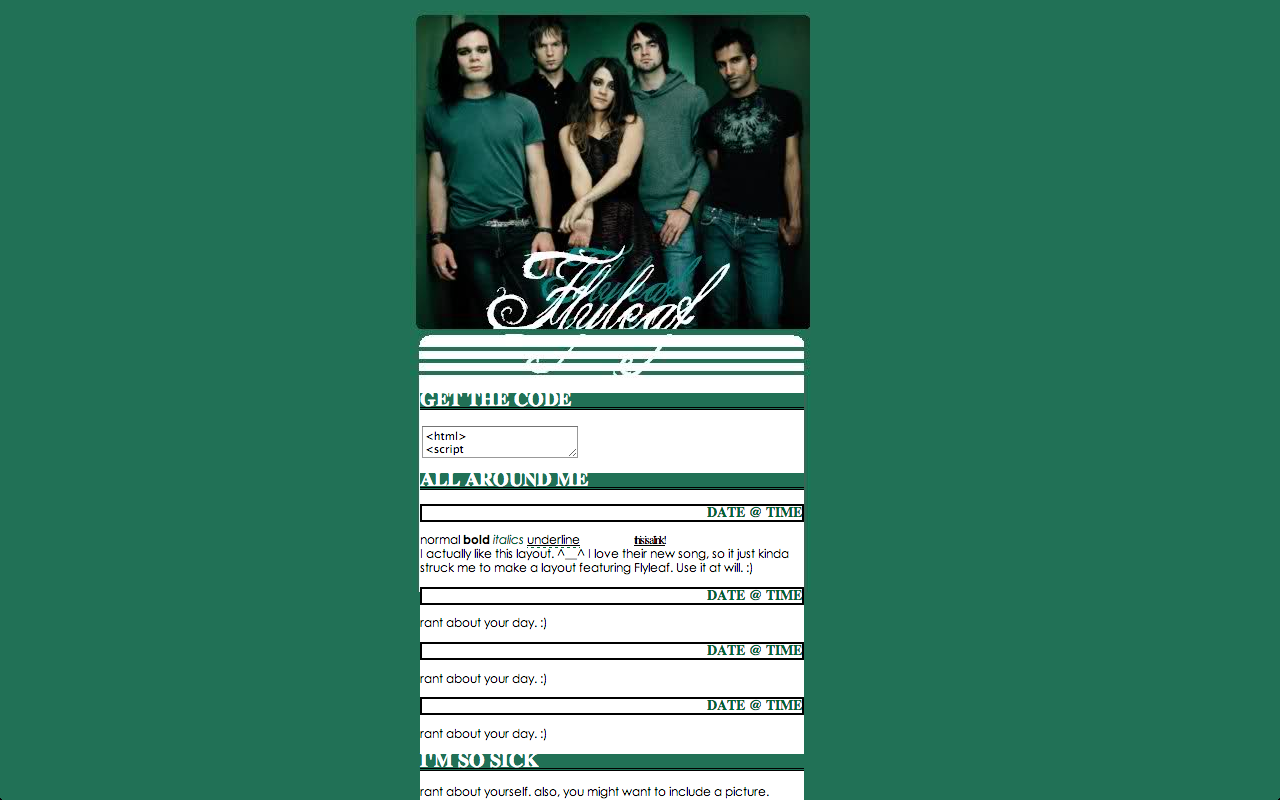 Flyleaf
GET THE CODE
<html>
<script
ALL AROUND ME
DATE @ TIME
normal bold italics underline this is a link!
I actually like this layout. ^__^ I love their new song, so it just kinda
struck me to make a layout featuring Flyleaf. Use it at will. :)
DATE @ TIME
rant about your day. :)
DATE @ TIME
rant about your day. :)
DATE @ TIME
rant about your day. :)
I'M SO SICK
rant about yourself. also, you might want to include a picture.